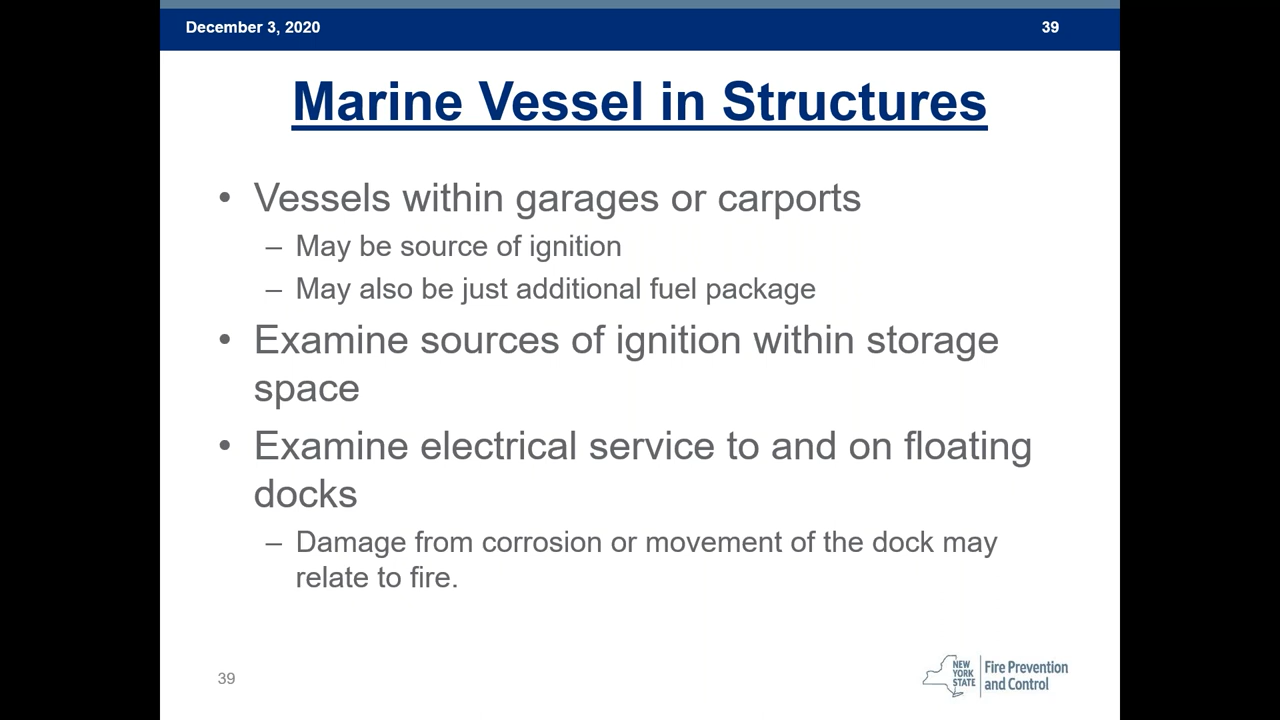 December 3, 2020 39
Marine Vessel in Structures
• Vessels within garages or carports
– May be source of ignition
– May also be just additional fuel package
• Examine sources of ignition within storage
space
• Examine electrical service to and on floating
docks
– Damage from corrosion or movement of the dock may
relate to fire.
39
NEW
YORK
STATE
Fire Prevention
and Control